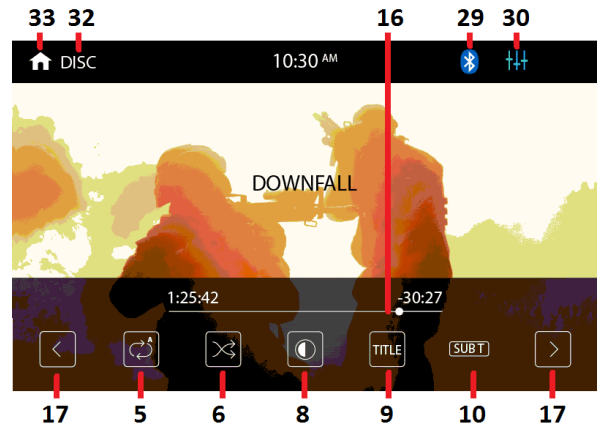 33 32 16 29 30
DISC 10:30 AM
DOWNFALL
1:25:42 -30:27
A
TITLE SUB T
17 5 6 8 9 10 17